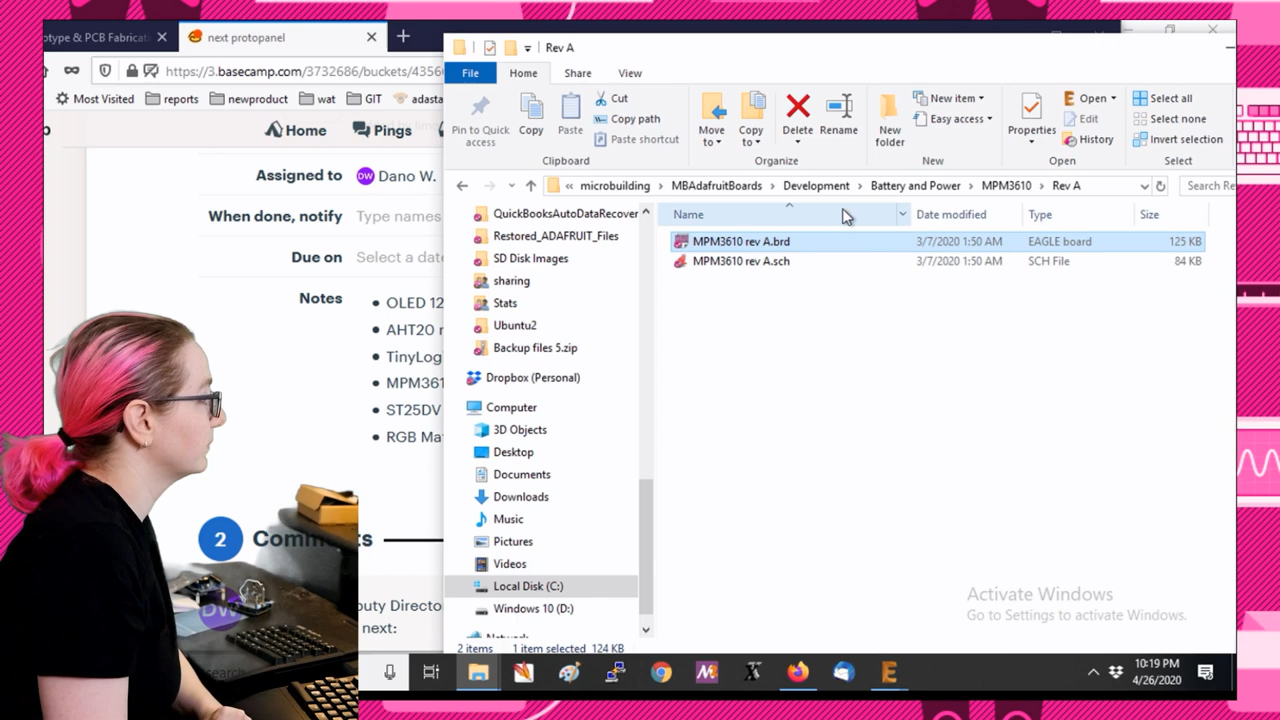 otype & PCB Fabricati
next protopanel
https://3.basecamp.com/3732686/buckets/4356
Most Visited reports newproduct wat GIT adasta
Home Pings
Assigned to DW Dano W.
When done, notify Type names
Due on Select a date
Notes
OLED 12
AHT20 r
TinyLog
MPM361
ST25DV
RGB Ma
2 Comments
DW
puty Director
next:
search
Rev A
File Home Share View
Pin to Quick access
Copy
Paste
Cut
Copy path
Paste shortcut
Clipboard
Move to
Copy to
Delete
Rename
Organize
New folder
New item
Easy access
New
Properties
Open
Edit
History
Open
Select all
Select none
Invert selection
Select
« microbuilding MBAdafruitBoards Development Battery and Power MPM3610 Rev A
Search Re
Name Date modified Type Size
MPM3610 rev A.brd 3/7/2020 1:50 AM EAGLE board 125 KB
MPM3610 rev A.sch 3/7/2020 1:50 AM SCH File 84 KB
QuickBooksAutoDataRecover
Restored_ADAFRUIT_Files
SD Disk Images
sharing
Stats
Ubuntu2
Backup files 5.zip
Dropbox (Personal)
Computer
3D Objects
Desktop
Documents
Downloads
Music
Pictures
Videos
Local Disk (C:)
Windows 10 (D:)
Network
2 items 1 item selected 124 KB
Activate Windows
Go to Settings to activate Windows.
10:19 PM
4/26/2020